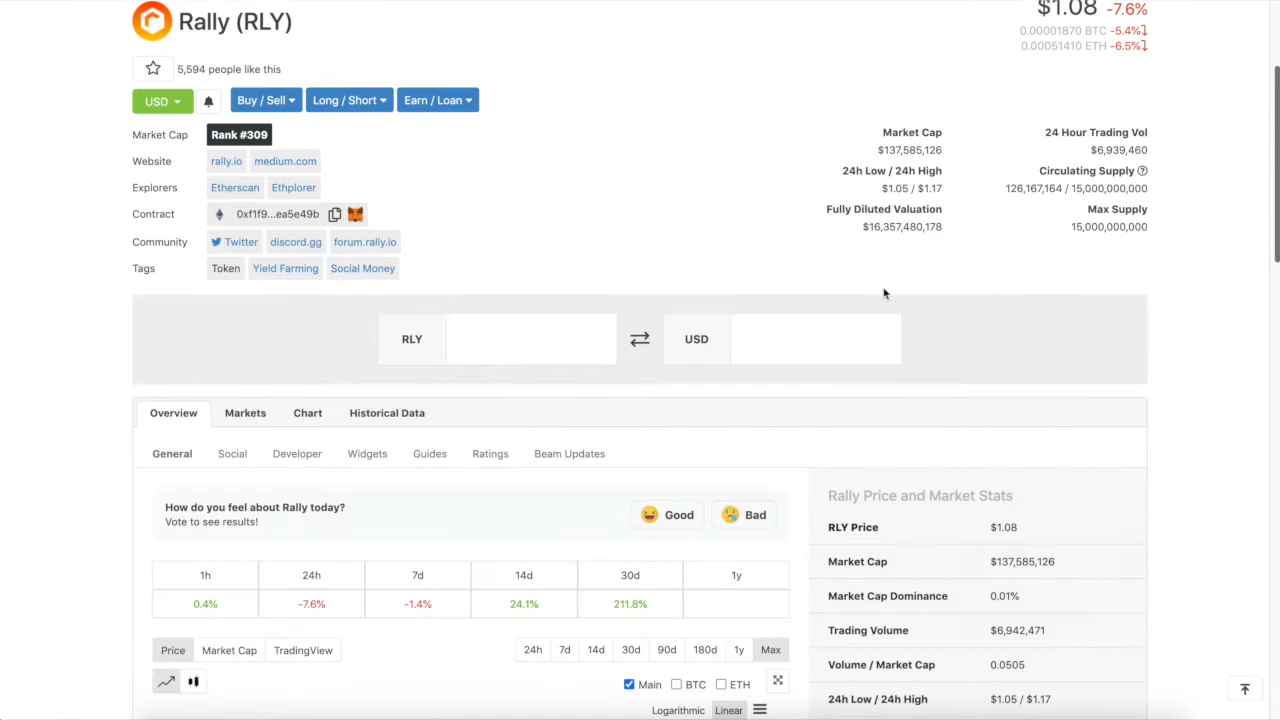 Rally (RLY)
$1.08 -7.6%
0.00001870 BTC -5.4%
0.00051410 ETH -6.5%
5,594 people like this
USD
Buy / Sell
Long / Short
Earn / Loan
Market Cap
Rank #309
Website
rally.io
medium.com
Explorers
Etherscan
Ethplorer
Contract
0xf1f9...ea5e49b
Community
Twitter
discord.gg
forum.rally.io
Tags
Token
Yield Farming
Social Money
Market Cap
$137,585,126
24 Hour Trading Vol
$6,939,460
24h Low / 24h High
$1.05 / $1.17
Circulating Supply
126,167,164 / 15,000,000,000
Fully Diluted Valuation
$16,357,480,178
Max Supply
15,000,000,000
RLY
USD
Overview
Markets
Chart
Historical Data
General
Social
Developer
Widgets
Guides
Ratings
Beam Updates
How do you feel about Rally today?
Vote to see results!
Good
Bad
1h 24h 7d 14d 30d 1y
0.4% -7.6% -1.4% 24.1% 211.8%
Price
Market Cap
TradingView
24h 7d 14d 30d 90d 180d 1y Max
Main
BTC
ETH
Logarithmic
Linear
Rally Price and Market Stats
RLY Price $1.08
Market Cap $137,585,126
Market Cap Dominance 0.01%
Trading Volume $6,942,471
Volume / Market Cap 0.0505
24h Low / 24h High $1.05 / $1.17